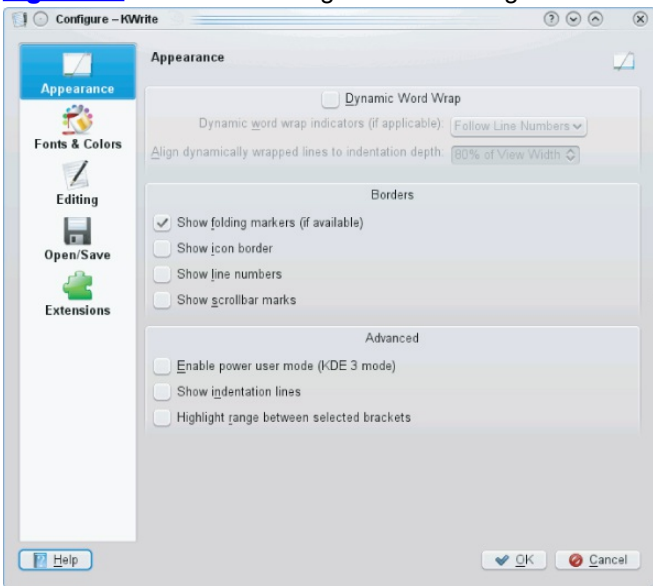 Configure – KWrite
Appearance
Appearance
Fonts & Colors
Editing
Open/Save
Extensions
Dynamic Word Wrap
Dynamic word wrap indicators (if applicable): Follow Line Numbers
Align dynamically wrapped lines to indentation depth: 80% of View Width
Borders
Show folding markers (if available)
Show icon border
Show line numbers
Show scrollbar marks
Advanced
Enable power user mode (KDE 3 mode)
Show indentation lines
Highlight range between selected brackets
Help
OK
Cancel